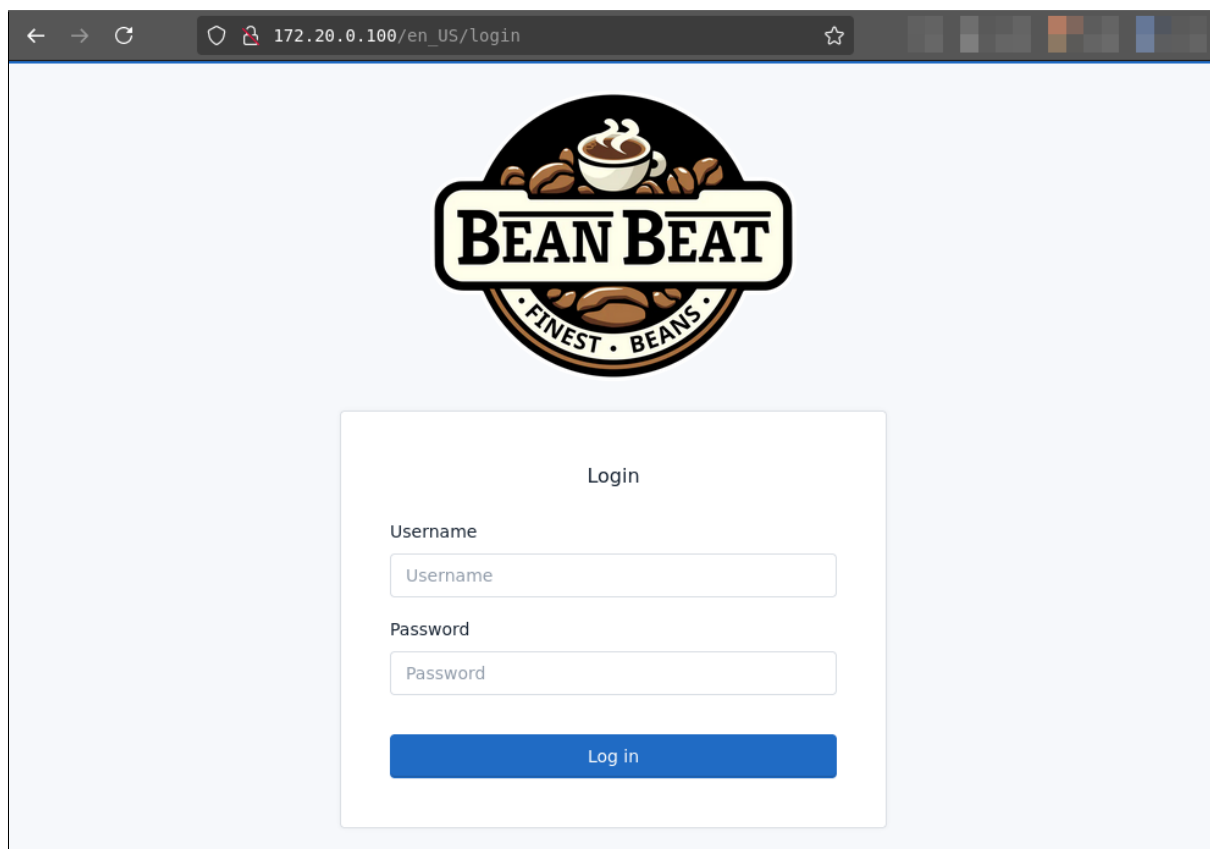 172.20.0.100/en_US/login
BEAN BEAT
• FINEST • BEANS •
Login
Username
Username
Password
Password
Log in